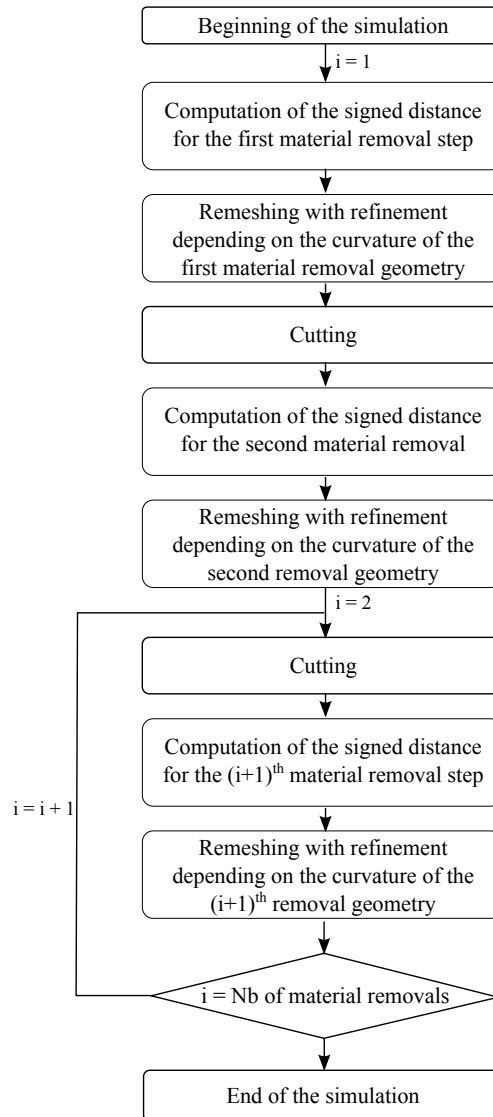 Beginning of the simulation
i = 1
Computation of the signed distance
for the first material removal step
Remeshing with refinement
depending on the curvature of the
first material removal geometry
Cutting
Computation of the signed distance
for the second material removal
Remeshing with refinement
depending on the curvature of the
second removal geometry
i = 2
Cutting
Computation of the signed distance
for the (i+1)th material removal step
i = i + 1
Remeshing with refinement
depending on the curvature of the
(i+1)th removal geometry
i = Nb of material removals
End of the simulation